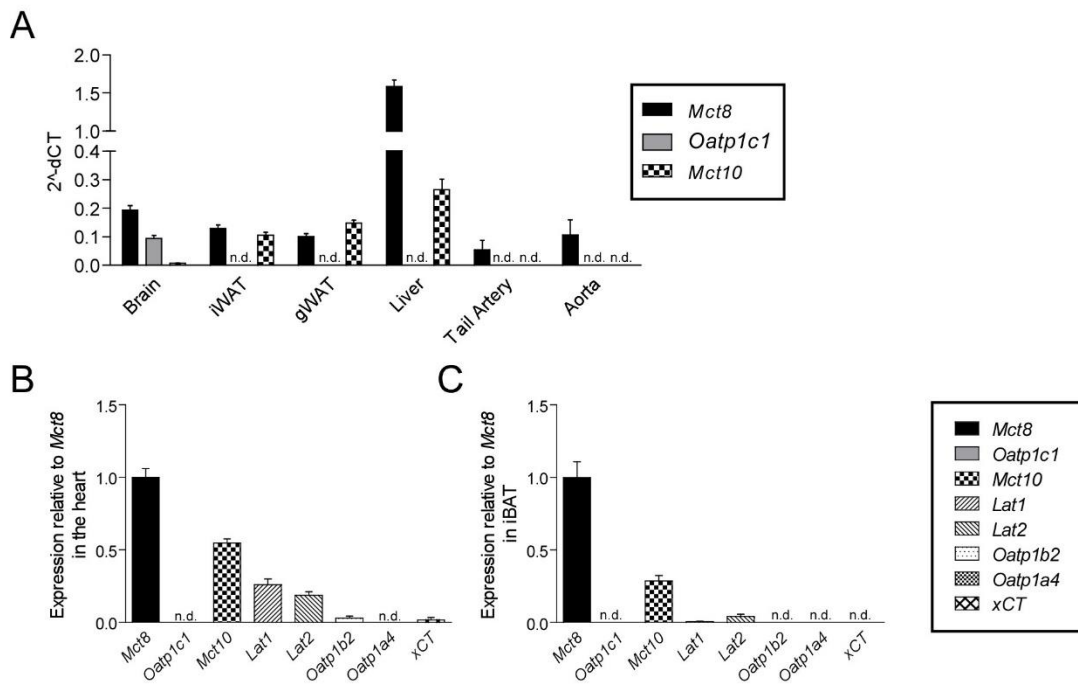 A
2^-dCT
2.0
1.5
1.0
0.4
0.3
0.2
0.1
0.0
n.d.
n.d.
n.d.
n.d. n.d.
n.d. n.d.
Brain
iWAT
gWAT
Liver
Tail Artery
Aorta
Mct8
Oatp1c1
Mct10
B
Expression relative to Mct8
in the heart
1.5
1.0
0.5
0.0
n.d.
n.d.
Mct8
Oatp1c1
Mct10
Lat1
Lat2
Oatp1b2
Oatp1a4
xCT
C
Expression relative to Mct8
in iBAT
1.5
1.0
0.5
0.0
n.d.
n.d.
n.d.
n.d.
Mct8
Oatp1c1
Mct10
Lat1
Lat2
Oatp1b2
Oatp1a4
xCT
Mct8
Oatp1c1
Mct10
Lat1
Lat2
Oatp1b2
Oatp1a4
xCT